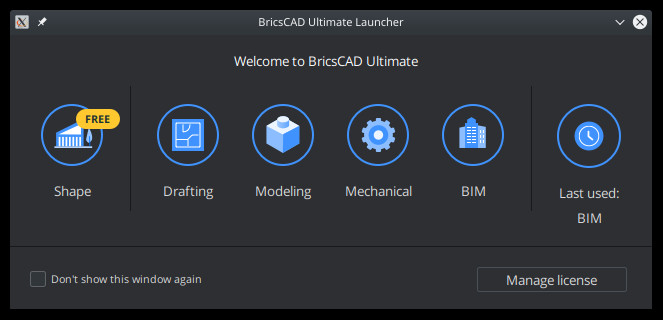 BricsCAD Ultimate Launcher
Welcome to BricsCAD Ultimate
FREE
Shape
Drafting
Modeling
Mechanical
BIM
Last used:
BIM
Don't show this window again
Manage license